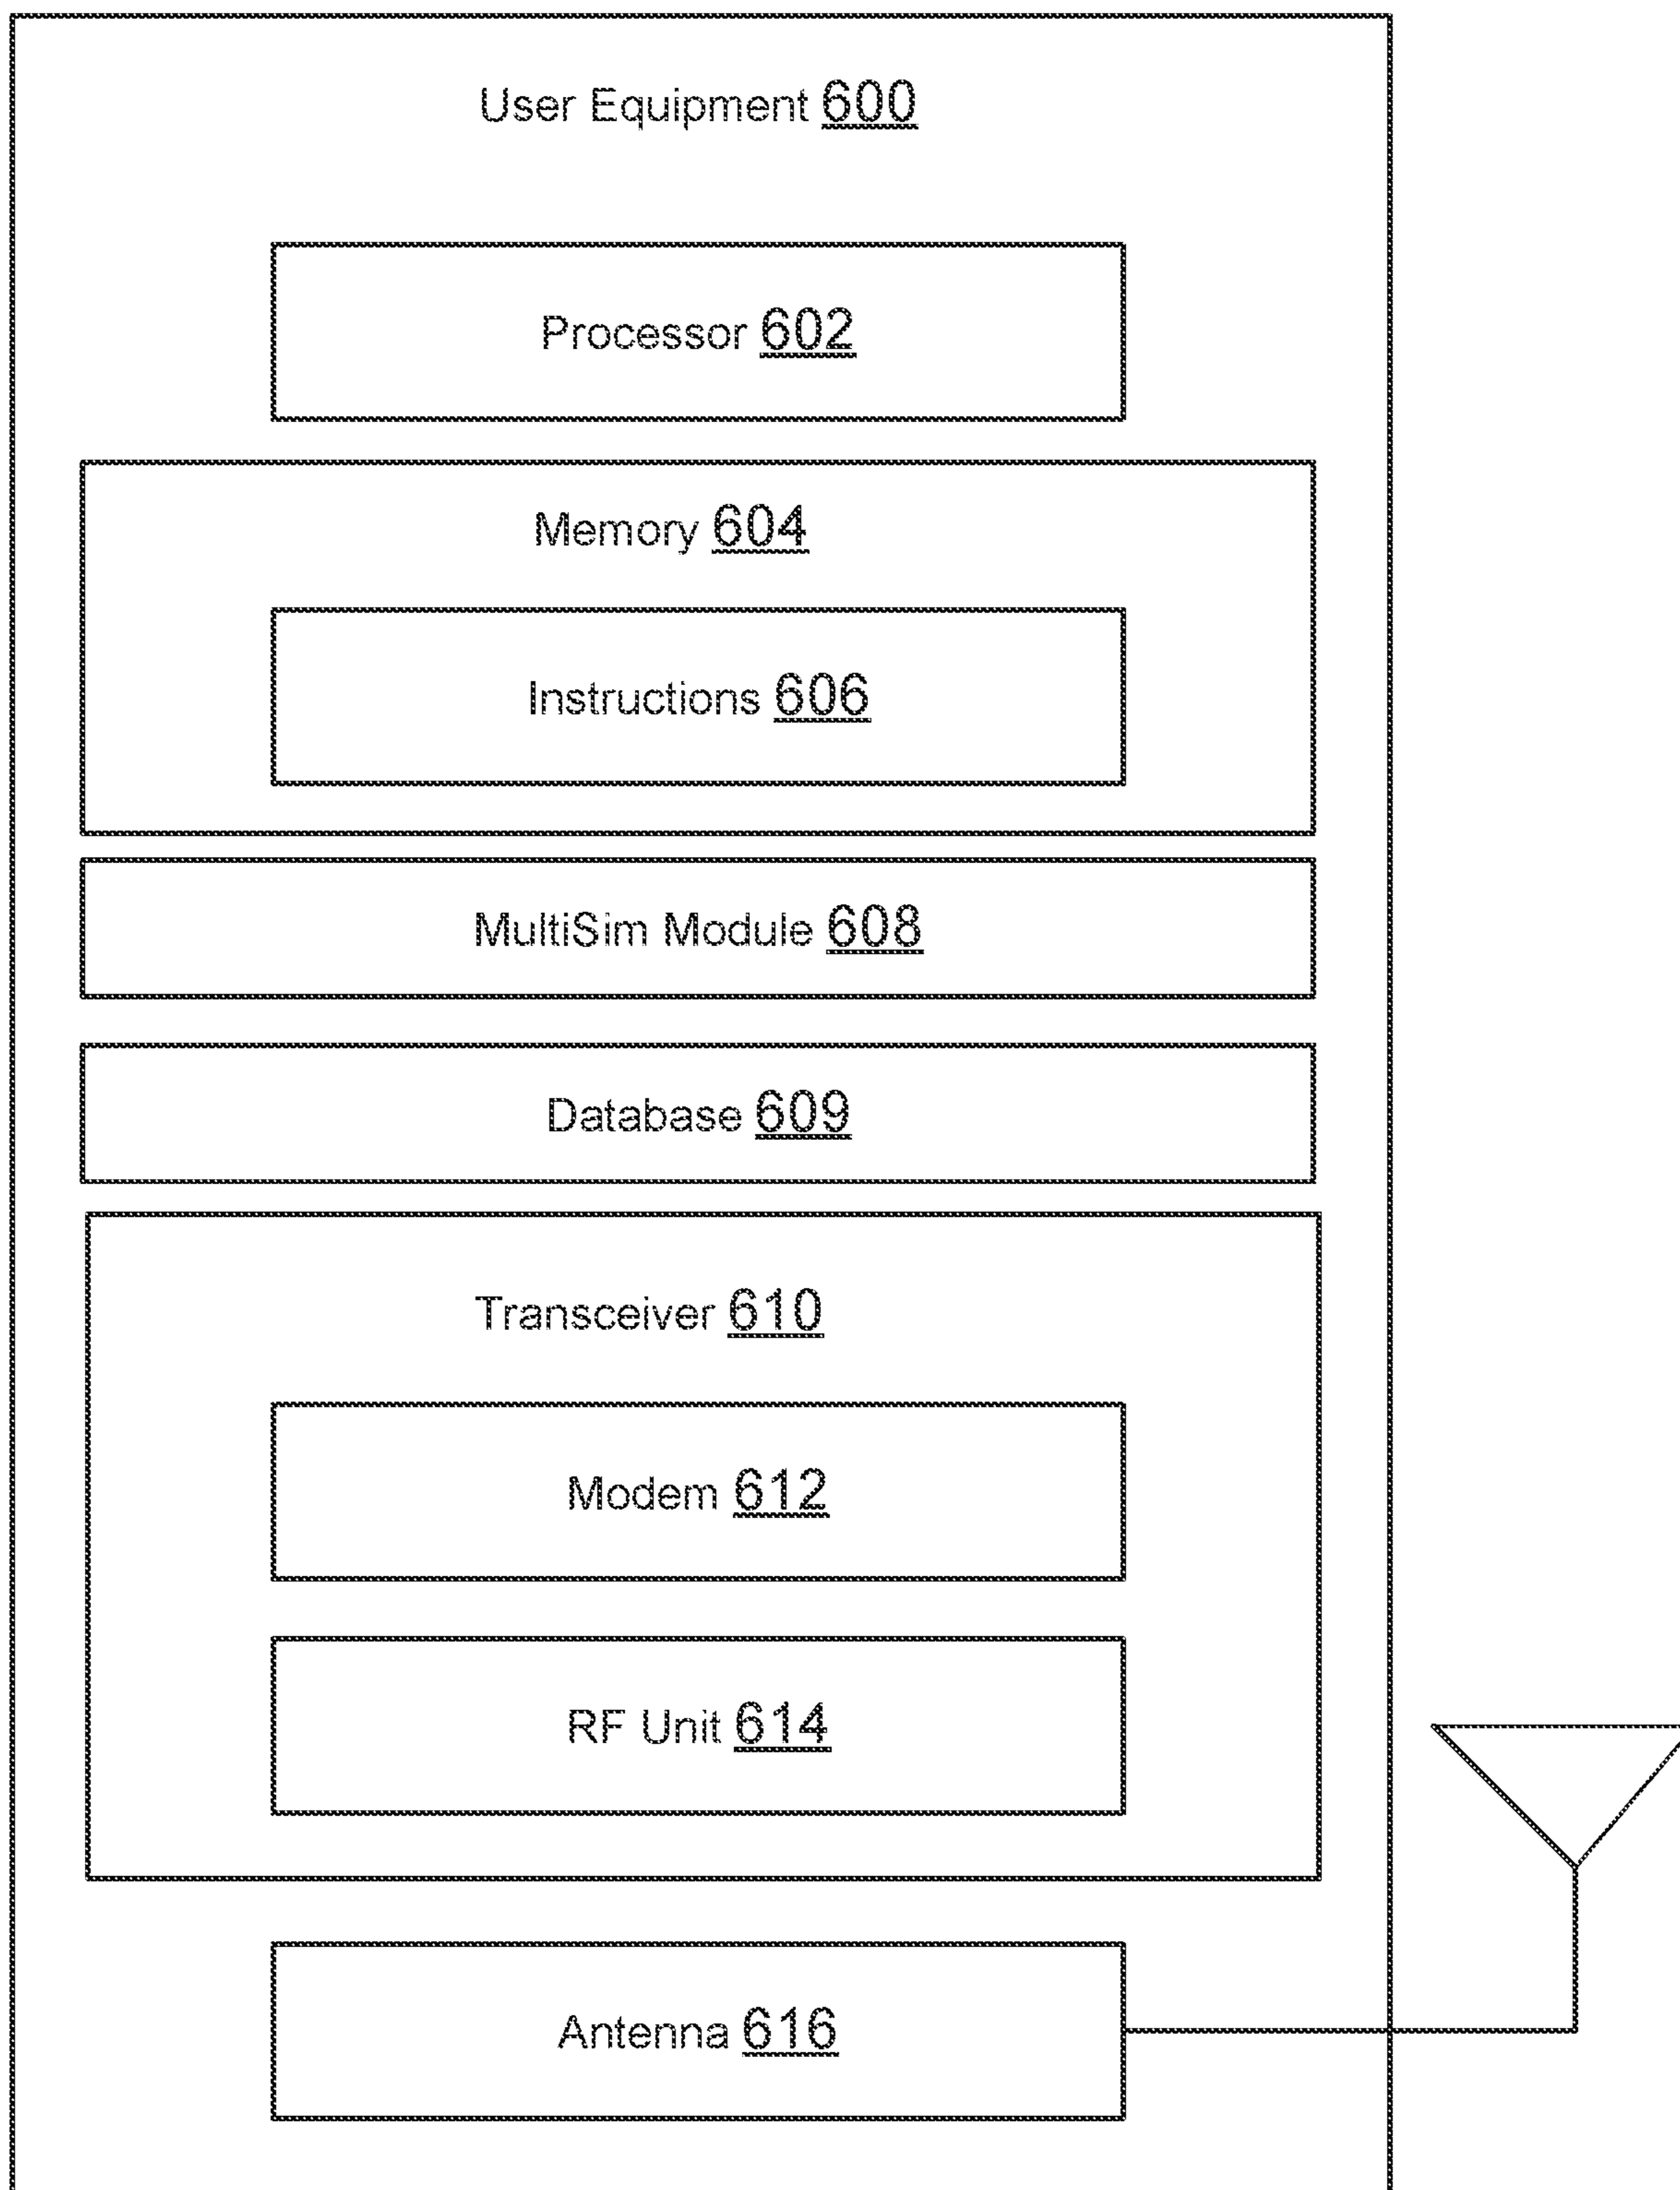 User Equipment 600
Processor 602
Memory 604
Instructions 606
MultiSim Module 608
Database 609
Transceiver 610
Modem 612
RF Unit 614
Antenna 616